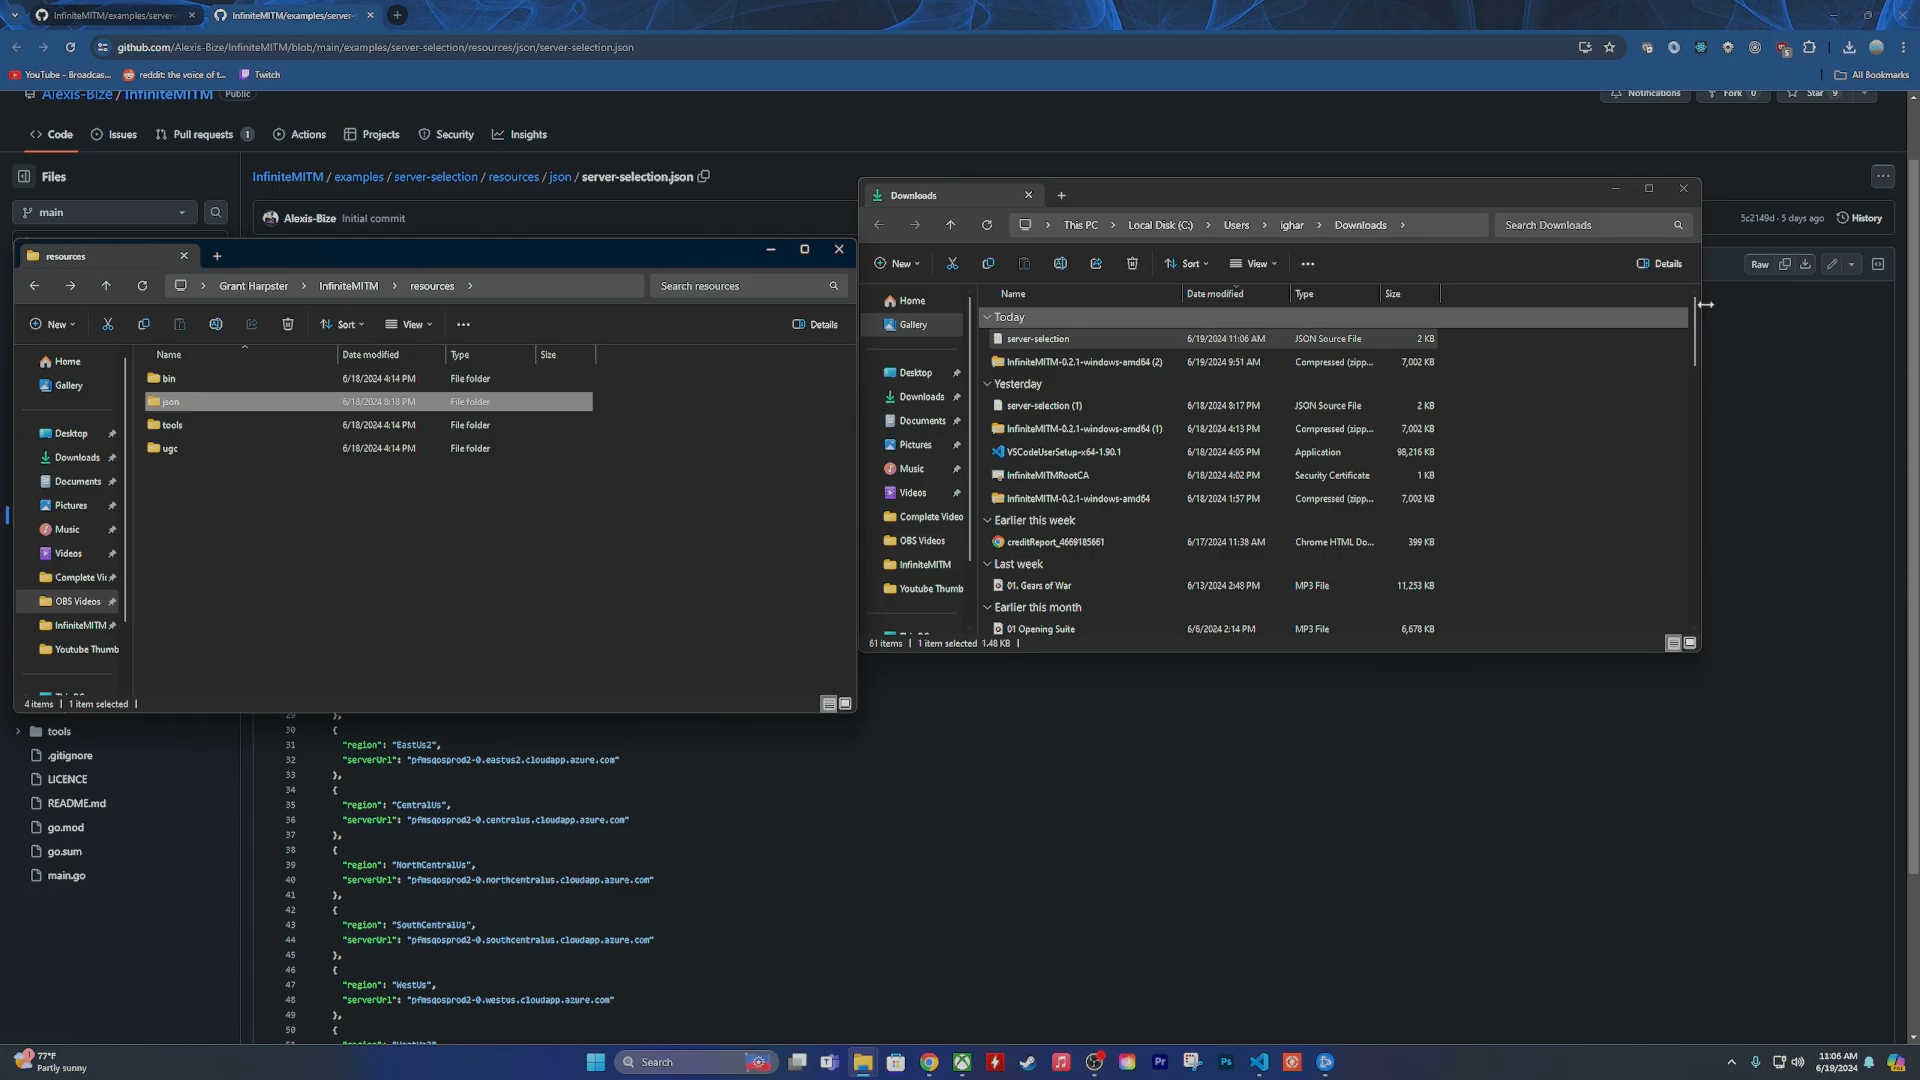 InfiniteMITM/examples/server-
InfiniteMITM/examples/server-
github.com/Alexis-Bize/InfiniteMITM/blob/main/examples/server-selection/resources/json/server-selection.json
YouTube - Broadcas...
reddit: the voice of t...
Twitch
All Bookmarks
Alexis-Bize / InfiniteMITM Public
Notifications
Fork 0
Star 9
Code
Issues
Pull requests 1
Actions
Projects
Security
Insights
Files
InfiniteMITM / examples / server-selection / resources / json / server-selection.json
main
Alexis-Bize Initial commit
5c2149d · 5 days ago
History
Raw
resources
Grant Harpster > InfiniteMITM > resources >
Search resources
New
Sort
View
Details
Name
Date modified
Type
Size
Home
Gallery
Desktop
Downloads
Documents
Pictures
Music
Videos
Complete Vic
OBS Videos
InfiniteMITM
Youtube Thumb
bin 6/18/2024 4:14 PM File folder
json 6/18/2024 8:18 PM File folder
tools 6/18/2024 4:14 PM File folder
ugc 6/18/2024 4:14 PM File folder
4 items | 1 item selected |
Downloads
This PC > Local Disk (C:) > Users > ighar > Downloads >
Search Downloads
New
Sort
View
Details
Name
Date modified
Type
Size
Home
Gallery
Desktop
Downloads
Documents
Pictures
Music
Videos
Complete Video
OBS Videos
InfiniteMITM
Youtube Thumb
Today
server-selection 6/19/2024 11:06 AM JSON Source File 2 KB
InfiniteMITM-0.2.1-windows-amd64 (2) 6/19/2024 9:51 AM Compressed (zipp... 7,002 KB
Yesterday
server-selection (1) 6/18/2024 8:17 PM JSON Source File 2 KB
InfiniteMITM-0.2.1-windows-amd64 (1) 6/18/2024 4:13 PM Compressed (zipp... 7,002 KB
VSCodeUserSetup-x64-1.90.1 6/18/2024 4:05 PM Application 98,216 KB
InfiniteMITMRootCA 6/18/2024 4:02 PM Security Certificate 1 KB
InfiniteMITM-0.2.1-windows-amd64 6/18/2024 1:57 PM Compressed (zipp... 7,002 KB
Earlier this week
creditReport_4669185661 6/17/2024 11:38 AM Chrome HTML Do... 399 KB
Last week
01. Gears of War 6/13/2024 2:48 PM MP3 File 11,253 KB
Earlier this month
01 Opening Suite 6/6/2024 2:14 PM MP3 File 6,678 KB
61 items | 1 item selected 1.48 KB |
tools
.gitignore
LICENCE
README.md
go.mod
go.sum
main.go
29 },
30 {
31 "region": "EastUs2",
32 "serverUrl": "pfmsqosprod2-0.eastus2.cloudapp.azure.com"
33 },
34 {
35 "region": "CentralUs",
36 "serverUrl": "pfmsqosprod2-0.centralus.cloudapp.azure.com"
37 },
38 {
39 "region": "NorthCentralUs",
40 "serverUrl": "pfmsqosprod2-0.northcentralus.cloudapp.azure.com"
41 },
42 {
43 "region": "SouthCentralUs",
44 "serverUrl": "pfmsqosprod2-0.southcentralus.cloudapp.azure.com"
45 },
46 {
47 "region": "WestUs",
48 "serverUrl": "pfmsqosprod2-0.westus.cloudapp.azure.com"
49 },
50 {
77°F
Partly sunny
Search
11:06 AM
6/19/2024